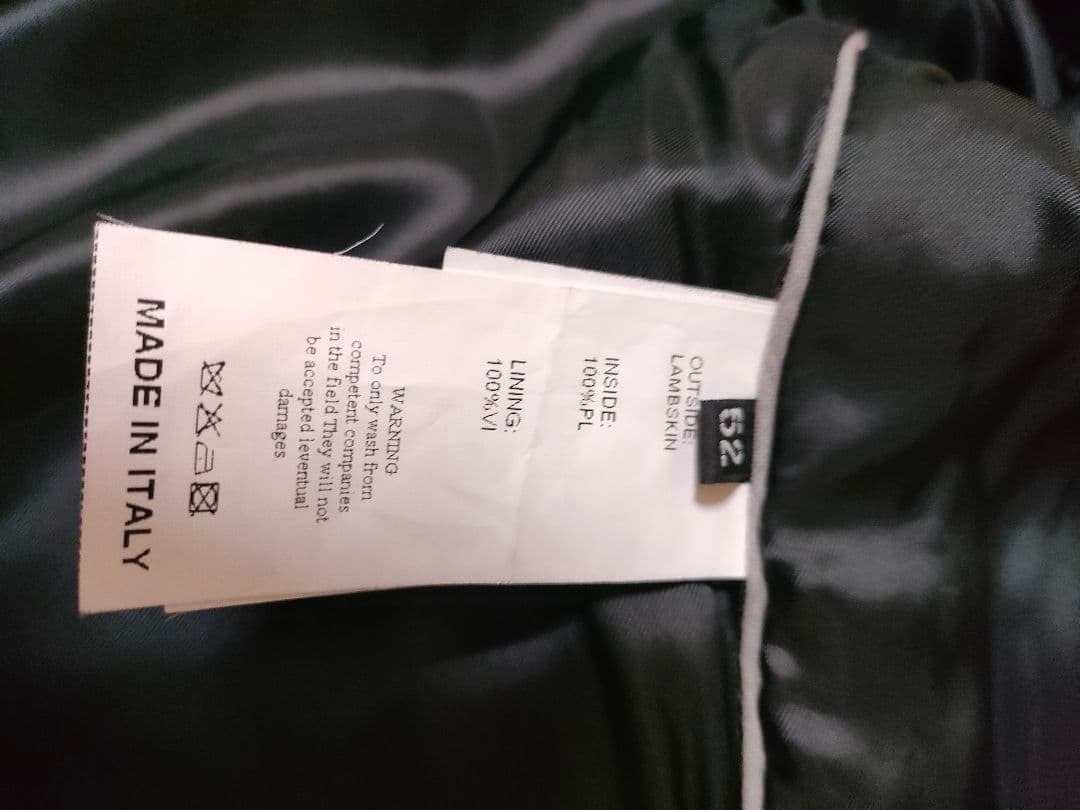 52
OUTSIDE:
LAMBSKIN
INSIDE:
100%PL
LINING:
100%VI
WARNING
To only wash from
competent companies
in the field They will not
be accepted leventual
damages.
MADE IN ITALY